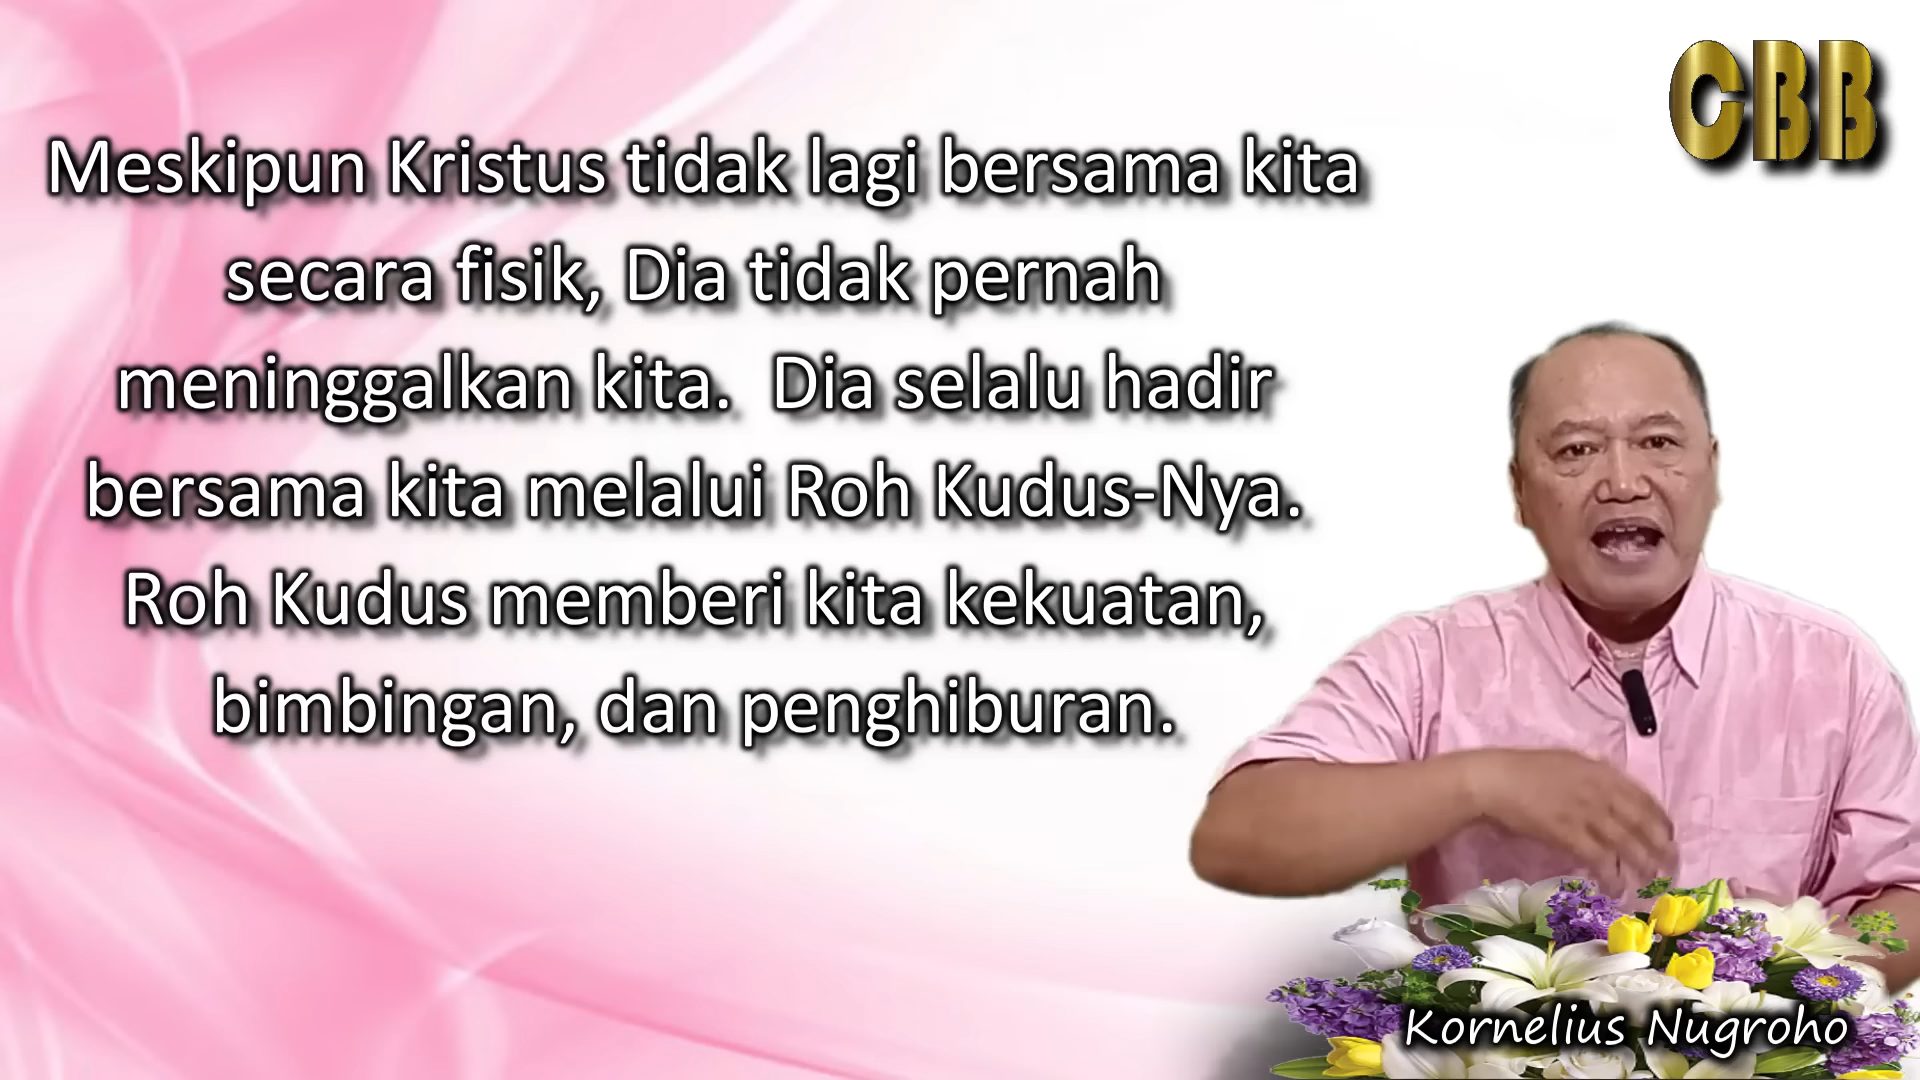 CBB
Meskipun Kristus tidak lagi bersama kita
secara fisik, Dia tidak pernah
meninggalkan kita.  Dia selalu hadir
bersama kita melalui Roh Kudus-Nya.
Roh Kudus memberi kita kekuatan,
bimbingan, dan penghiburan.
Kornelius Nugroho